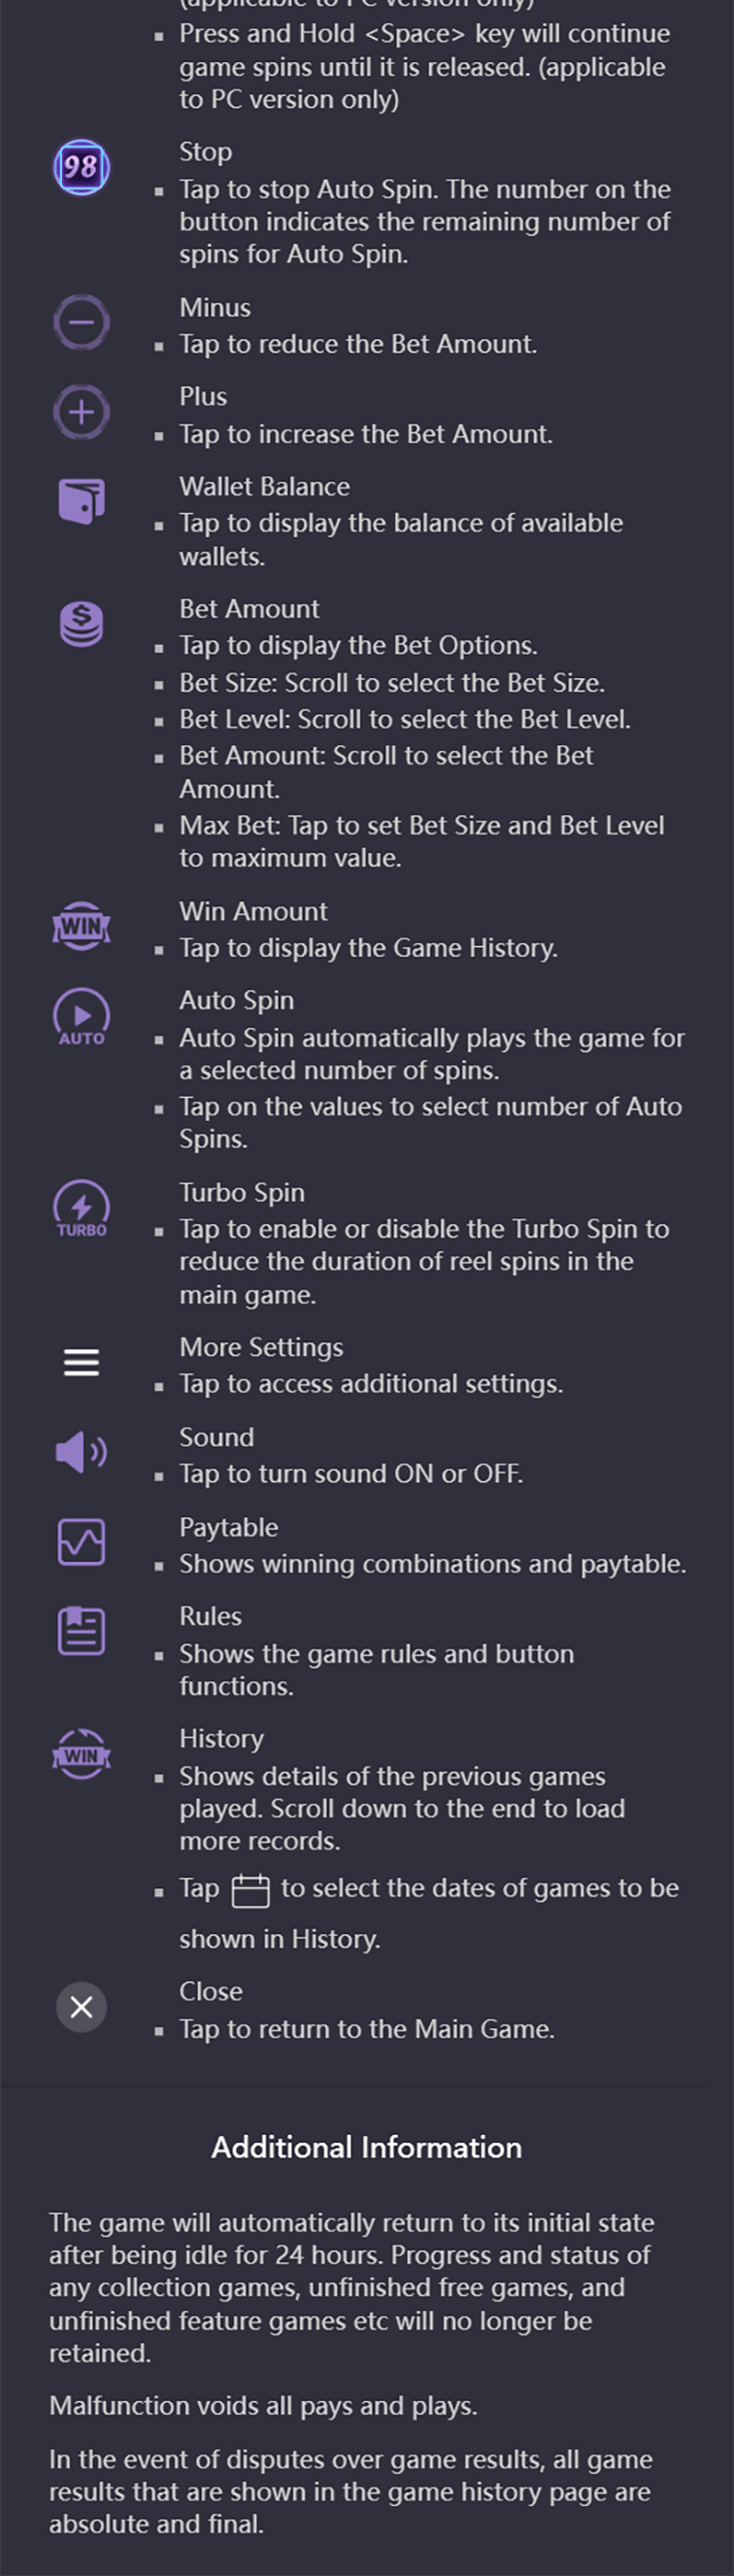 (applicable to PC version only)
Press and Hold <Space> key will continue
game spins until it is released. (applicable
to PC version only)
98
Stop
Tap to stop Auto Spin. The number on the
button indicates the remaining number of
spins for Auto Spin.
Minus
Tap to reduce the Bet Amount.
Plus
Tap to increase the Bet Amount.
Wallet Balance
Tap to display the balance of available
wallets.
$
Bet Amount
Tap to display the Bet Options.
Bet Size: Scroll to select the Bet Size.
Bet Level: Scroll to select the Bet Level.
Bet Amount: Scroll to select the Bet
Amount.
Max Bet: Tap to set Bet Size and Bet Level
to maximum value.
WIN
Win Amount
Tap to display the Game History.
AUTO
Auto Spin
Auto Spin automatically plays the game for
a selected number of spins.
Tap on the values to select number of Auto
Spins.
TURBO
Turbo Spin
Tap to enable or disable the Turbo Spin to
reduce the duration of reel spins in the
main game.
More Settings
Tap to access additional settings.
Sound
Tap to turn sound ON or OFF.
Paytable
Shows winning combinations and paytable.
Rules
Shows the game rules and button
functions.
WIN
History
Shows details of the previous games
played. Scroll down to the end to load
more records.
Tap to select the dates of games to be
shown in History.
Close
Tap to return to the Main Game.
Additional Information
The game will automatically return to its initial state
after being idle for 24 hours. Progress and status of
any collection games, unfinished free games, and
unfinished feature games etc will no longer be
retained.
Malfunction voids all pays and plays.
In the event of disputes over game results, all game
results that are shown in the game history page are
absolute and final.